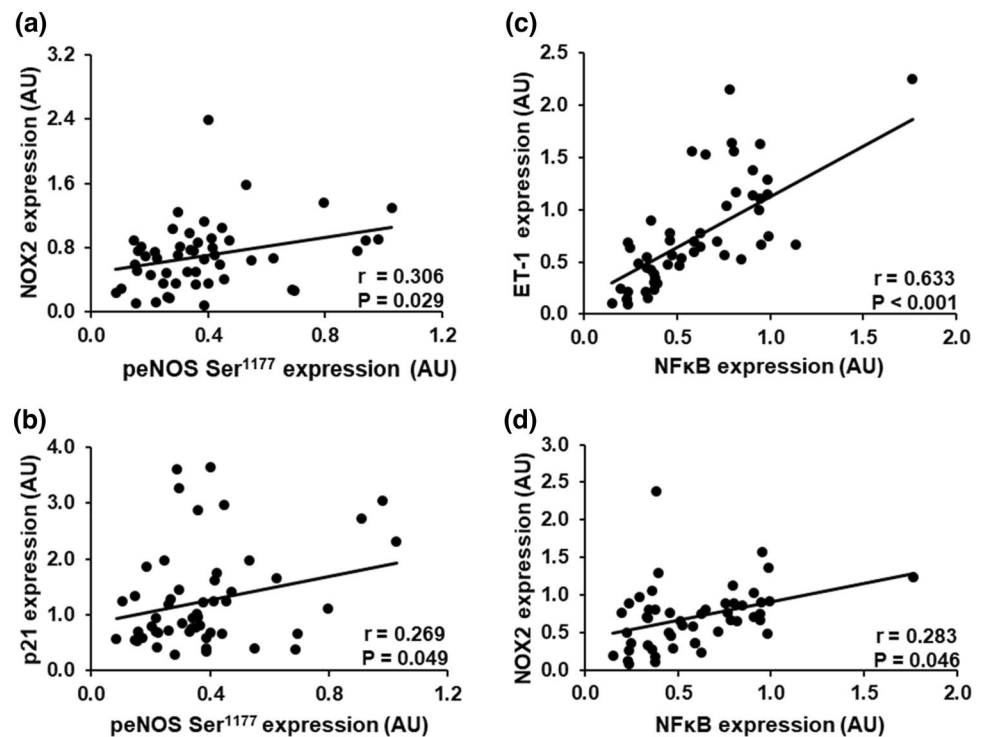 (a)
NOX2 expression (AU)
3.2
2.4
1.6
0.8
0.0
0.0 0.4 0.8 1.2
r = 0.306
P = 0.029
peNOS Ser¹¹⁷⁷ expression (AU)
(c)
ET-1 expression (AU)
2.5
2.0
1.5
1.0
0.5
0.0
0.0 0.5 1.0 1.5 2.0
r = 0.633
P < 0.001
NFκB expression (AU)
(b)
p21 expression (AU)
4.0
3.0
2.0
1.0
0.0
0.0 0.4 0.8 1.2
r = 0.269
P = 0.049
peNOS Ser¹¹⁷⁷ expression (AU)
(d)
NOX2 expression (AU)
3.0
2.5
2.0
1.5
1.0
0.5
0.0
0.0 0.5 1.0 1.5 2.0
r = 0.283
P = 0.046
NFκB expression (AU)